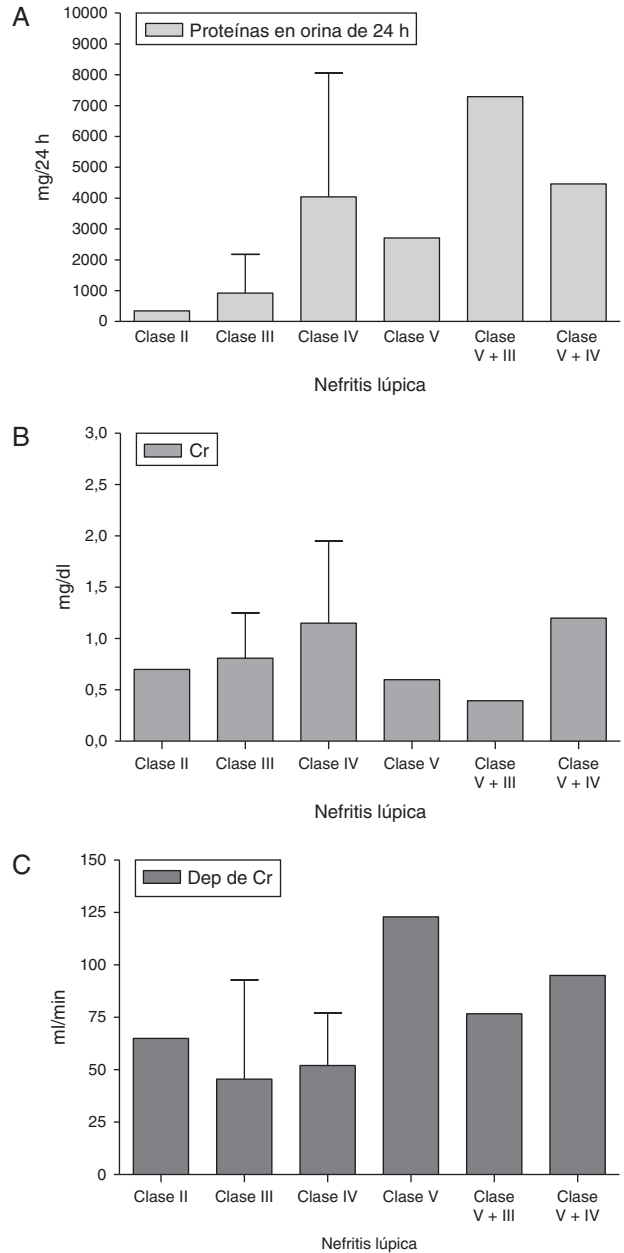 A
Proteínas en orina de 24 h
mg/24 h
10000
9000
8000
7000
6000
5000
4000
3000
2000
1000
0
Clase II Clase III Clase IV Clase V Clase V + III Clase V + IV
Nefritis lúpica
B
Cr
mg/dl
3,0
2,5
2,0
1,5
1,0
0,5
0,0
Clase II Clase III Clase IV Clase V Clase V + III Clase V + IV
Nefritis lúpica
C
Dep de Cr
ml/min
150
125
100
75
50
25
0
Clase II Clase III Clase IV Clase V Clase V + III Clase V + IV
Nefritis lúpica